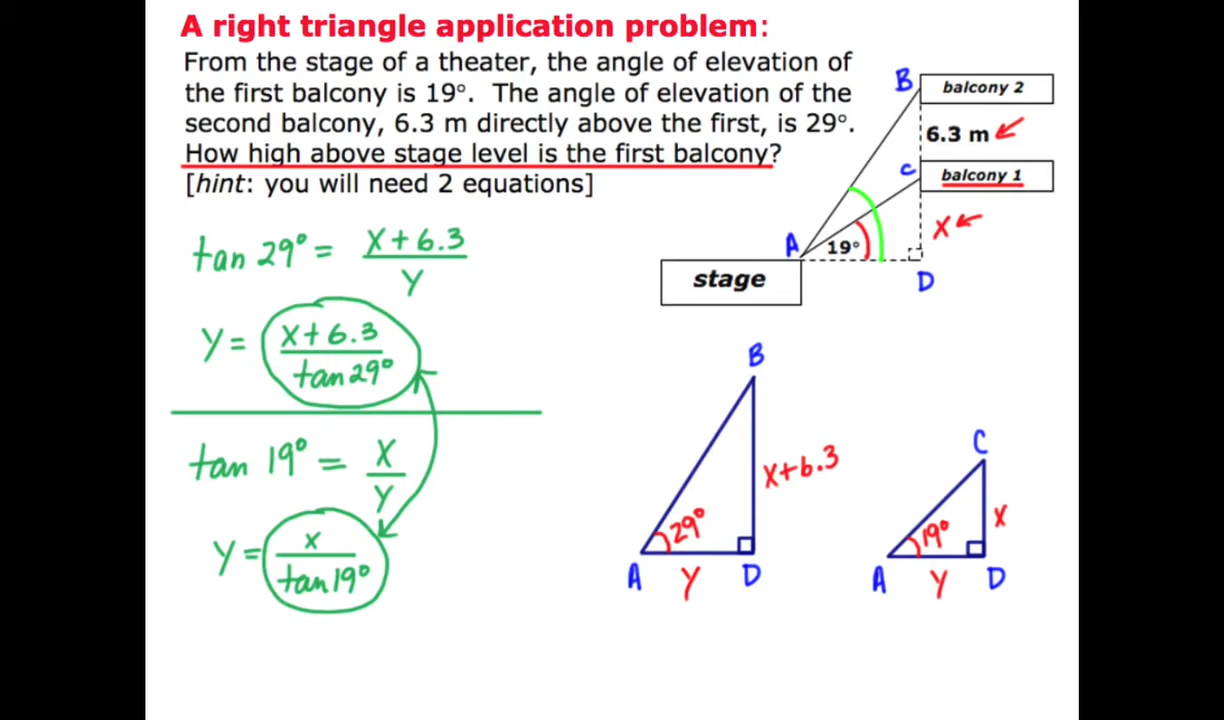 A right triangle application problem:
From the stage of a theater, the angle of elevation of
the first balcony is 19°. The angle of elevation of the
second balcony, 6.3 m directly above the first, is 29°.
How high above stage level is the first balcony?
[hint: you will need 2 equations]
B
balcony 2
6.3 m
C
balcony 1
X
A
19°
stage
D
tan 29° = X+6.3
Y
Y = X+6.3
tan 29°
tan 19° = X
Y
Y = X
tan 19°
B
X+6.3
29°
A Y D
C
X
19°
A Y D